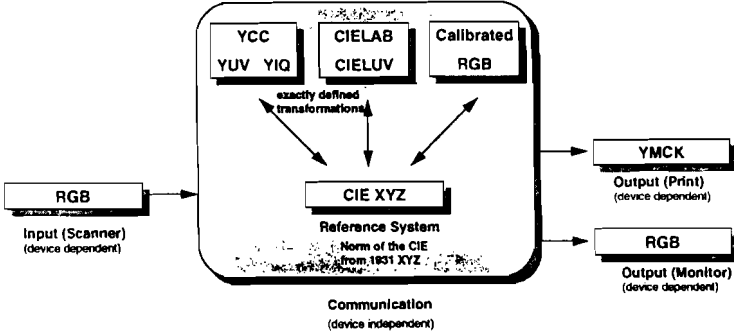 YCC
YUV YIQ
CIELAB
CIELUV
Calibrated
RGB
exactly defined
transformations
RGB
Input (Scanner)
(device dependent)
CIE XYZ
Reference System
Norm of the CIE
from 1931 XYZ
YMCK
Output (Print)
(device dependent)
RGB
Output (Monitor)
(device dependent)
Communication
(device independent)